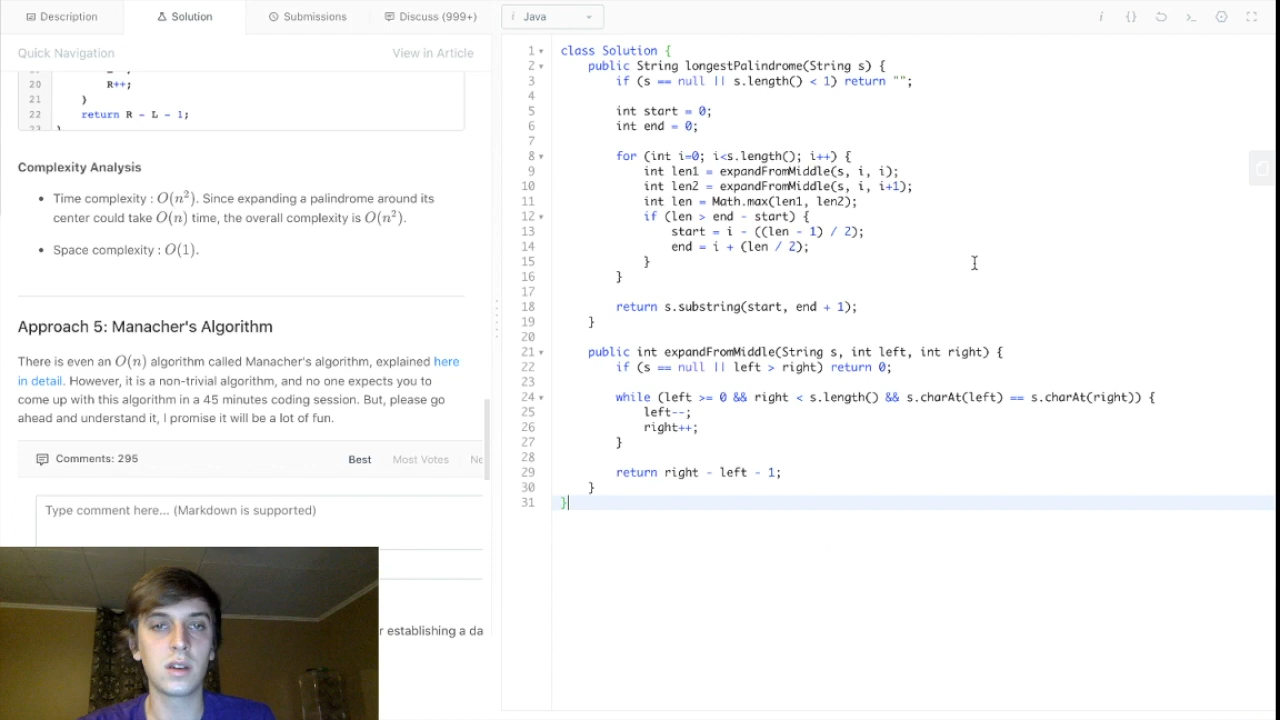 Description
Solution
Submissions
Discuss (999+)
i Java
Quick Navigation
View in Article
20 R++;
21 }
22 return R - L - 1;
Complexity Analysis
• Time complexity : O(n²). Since expanding a palindrome around its
center could take O(n) time, the overall complexity is O(n²).
• Space complexity : O(1).
Approach 5: Manacher's Algorithm
There is even an O(n) algorithm called Manacher's algorithm, explained here
in detail. However, it is a non-trivial algorithm, and no one expects you to
come up with this algorithm in a 45 minutes coding session. But, please go
ahead and understand it, I promise it will be a lot of fun.
Comments: 295
Best
Most Votes
Ne
Type comment here... (Markdown is supported)
r establishing a da
1 class Solution {
2 public String longestPalindrome(String s) {
3 if (s == null || s.length() < 1) return "";
4
5 int start = 0;
6 int end = 0;
7
8 for (int i=0; i<s.length(); i++) {
9 int len1 = expandFromMiddle(s, i, i);
10 int len2 = expandFromMiddle(s, i, i+1);
11 int len = Math.max(len1, len2);
12 if (len > end - start) {
13 start = i - ((len - 1) / 2);
14 end = i + (len / 2);
15 }
16 }
17
18 return s.substring(start, end + 1);
19 }
20
21 public int expandFromMiddle(String s, int left, int right) {
22 if (s == null || left > right) return 0;
23
24 while (left >= 0 && right < s.length() && s.charAt(left) == s.charAt(right)) {
25 left--;
26 right++;
27 }
28
29 return right - left - 1;
30 }
31 }